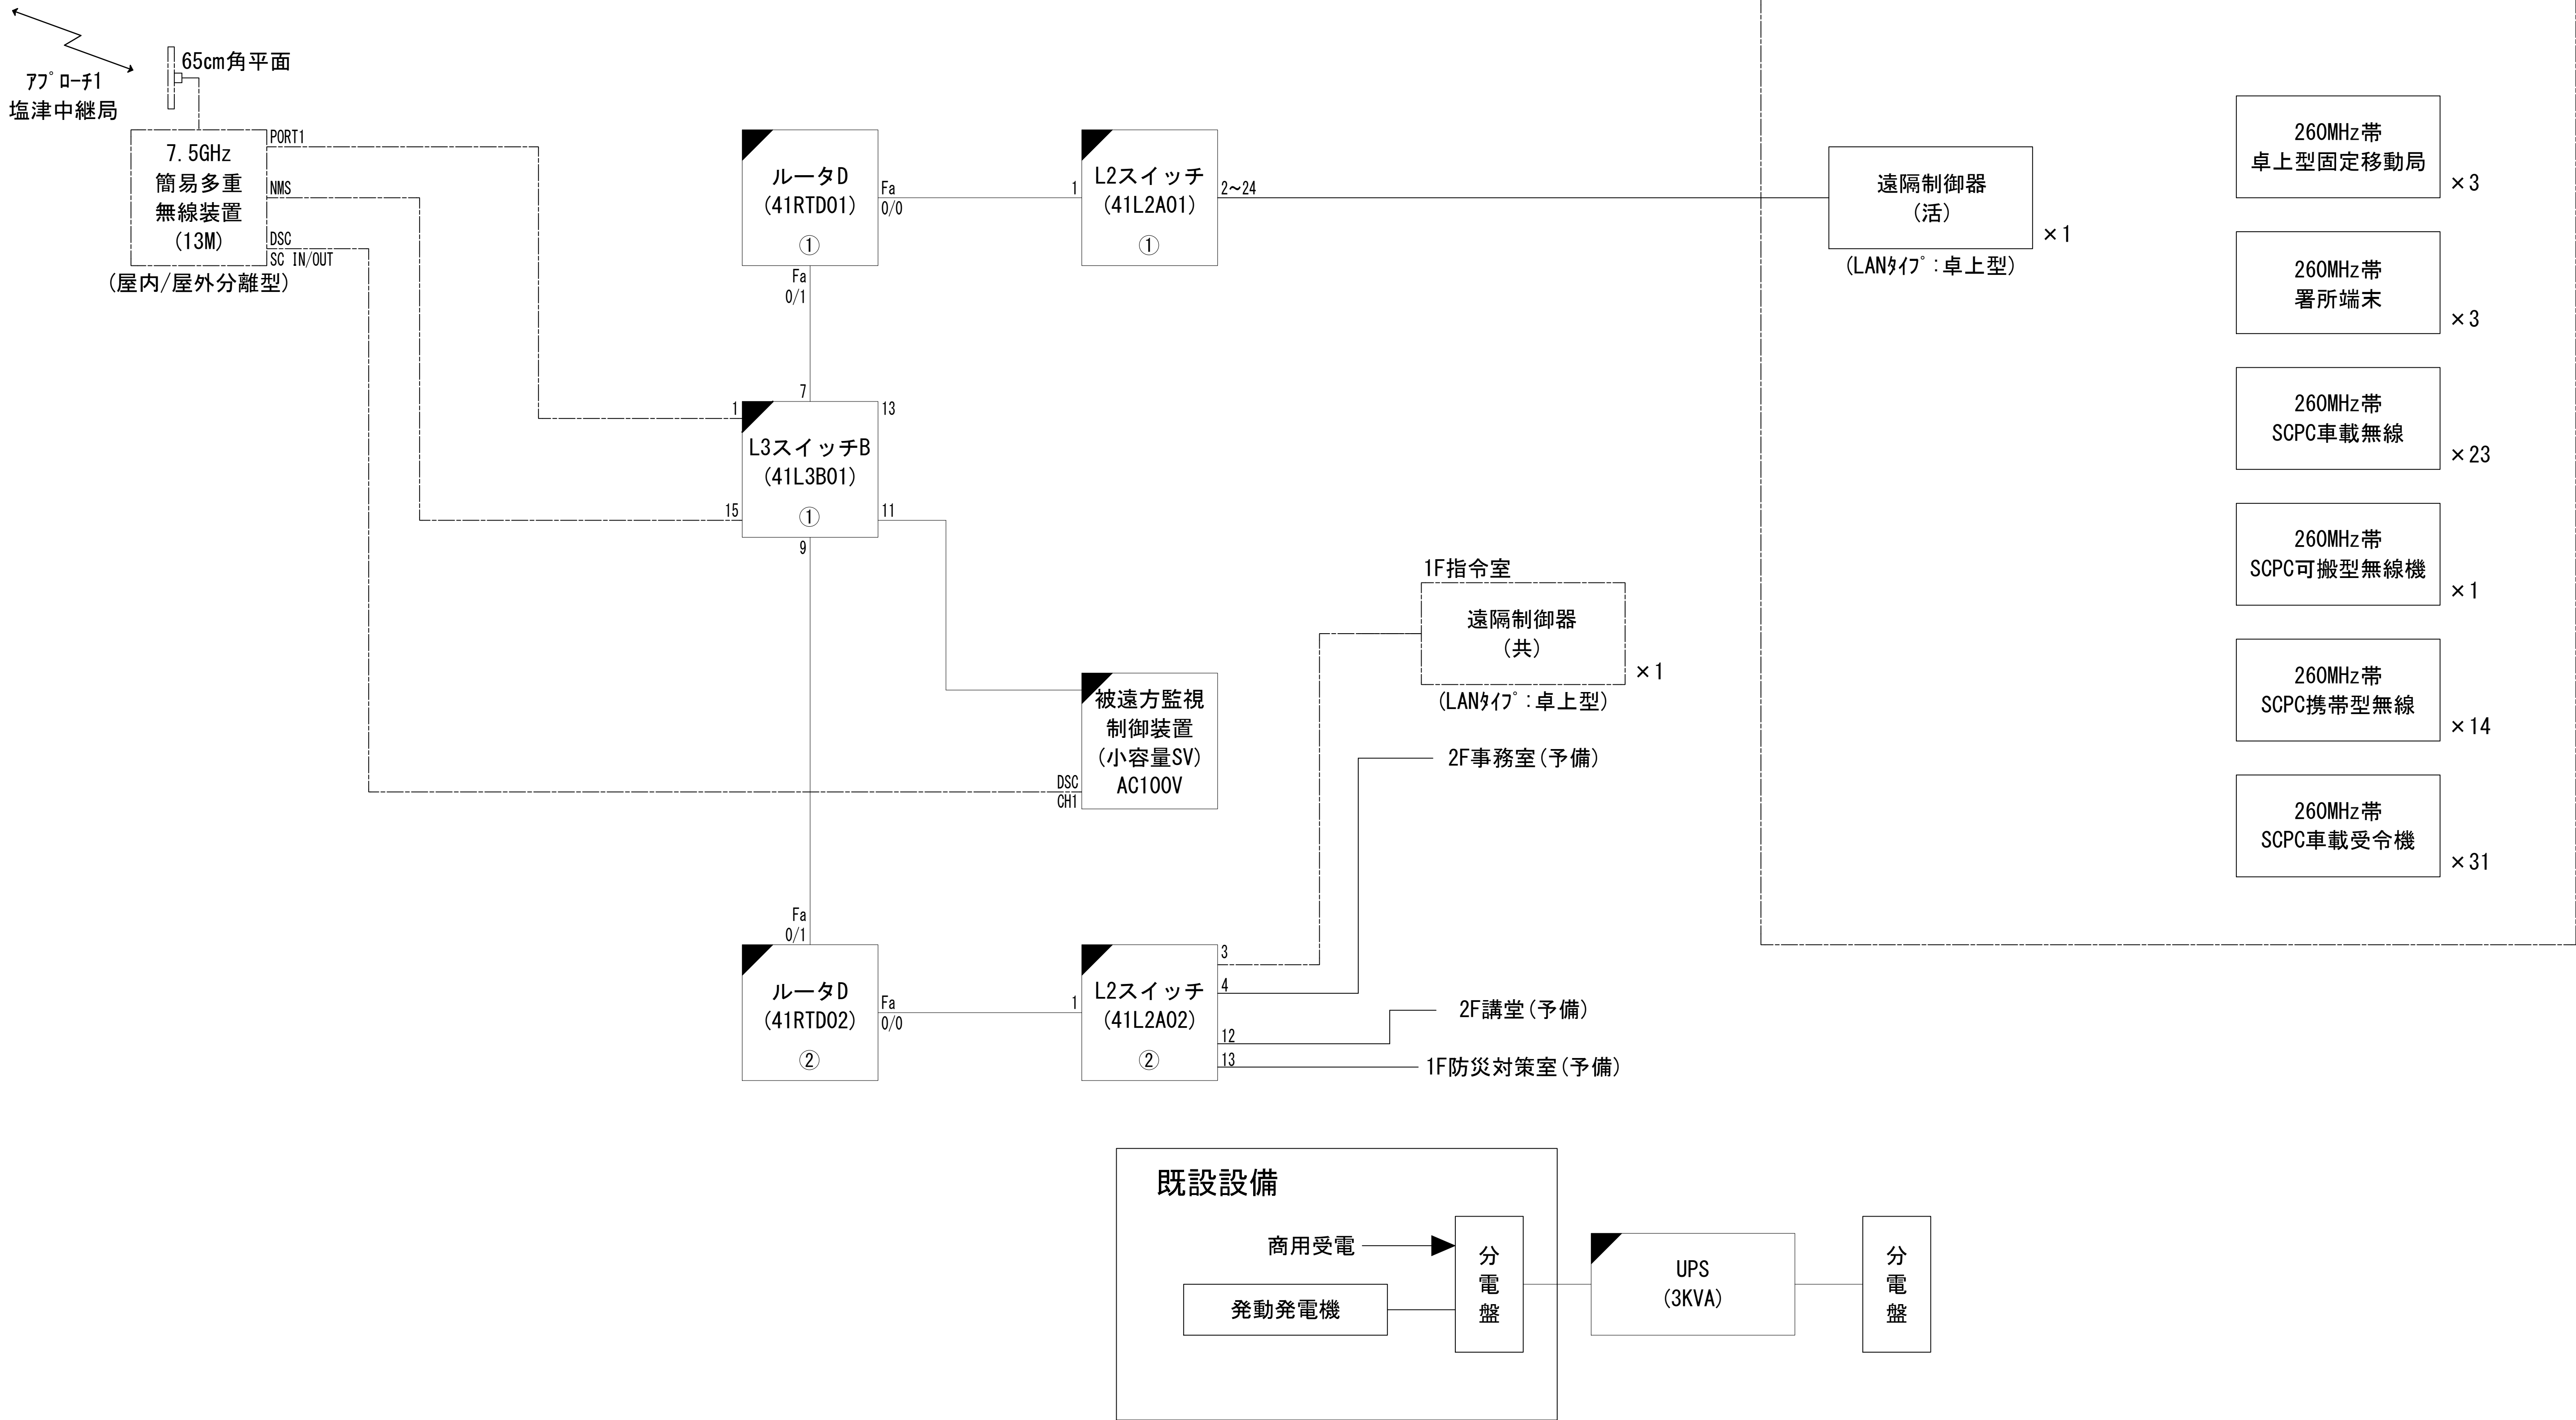 65cm角平面
ｱﾌﾟﾛｰﾁ1
塩津中継局
7.5GHz
簡易多重
無線装置
(13M)
(屋内/屋外分離型)
PORT1
NMS
DSC
SC IN/OUT
ルータD
(41RTD01)
①
Fa
0/0
Fa
0/1
1
L2スイッチ
(41L2A01)
①
2～24
遠隔制御器
(活)
×1
(LANﾀｲﾌﾟ:卓上型)
260MHz帯
卓上型固定移動局
×3
260MHz帯
署所端末
×3
260MHz帯
SCPC車載無線
×23
260MHz帯
SCPC可搬型無線機
×1
260MHz帯
SCPC携帯型無線
×14
260MHz帯
SCPC車載受令機
×31
7
1
13
L3スイッチB
(41L3B01)
①
15
11
9
1F指令室
遠隔制御器
(共)
×1
(LANﾀｲﾌﾟ:卓上型)
被遠方監視
制御装置
(小容量SV)
AC100V
DSC
CH1
2F事務室(予備)
Fa
0/1
ルータD
(41RTD02)
②
Fa
0/0
1
L2スイッチ
(41L2A02)
②
3
4
12
13
2F講堂(予備)
1F防災対策室(予備)
既設設備
商用受電
発動発電機
分電盤
UPS
(3KVA)
分電盤